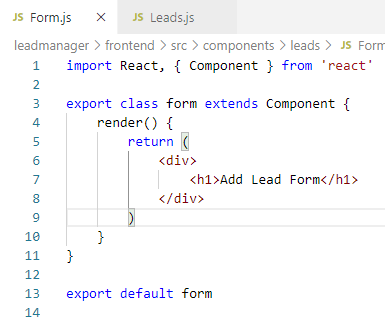 JS Form.js × JS Leads.js
leadmanager > frontend > src > components > leads > JS Form
1 import React, { Component } from 'react'
2
3 export class form extends Component {
4     render() {
5         return (
6             <div>
7                 <h1>Add Lead Form</h1>
8             </div>
9         )
10     }
11 }
12
13 export default form
14